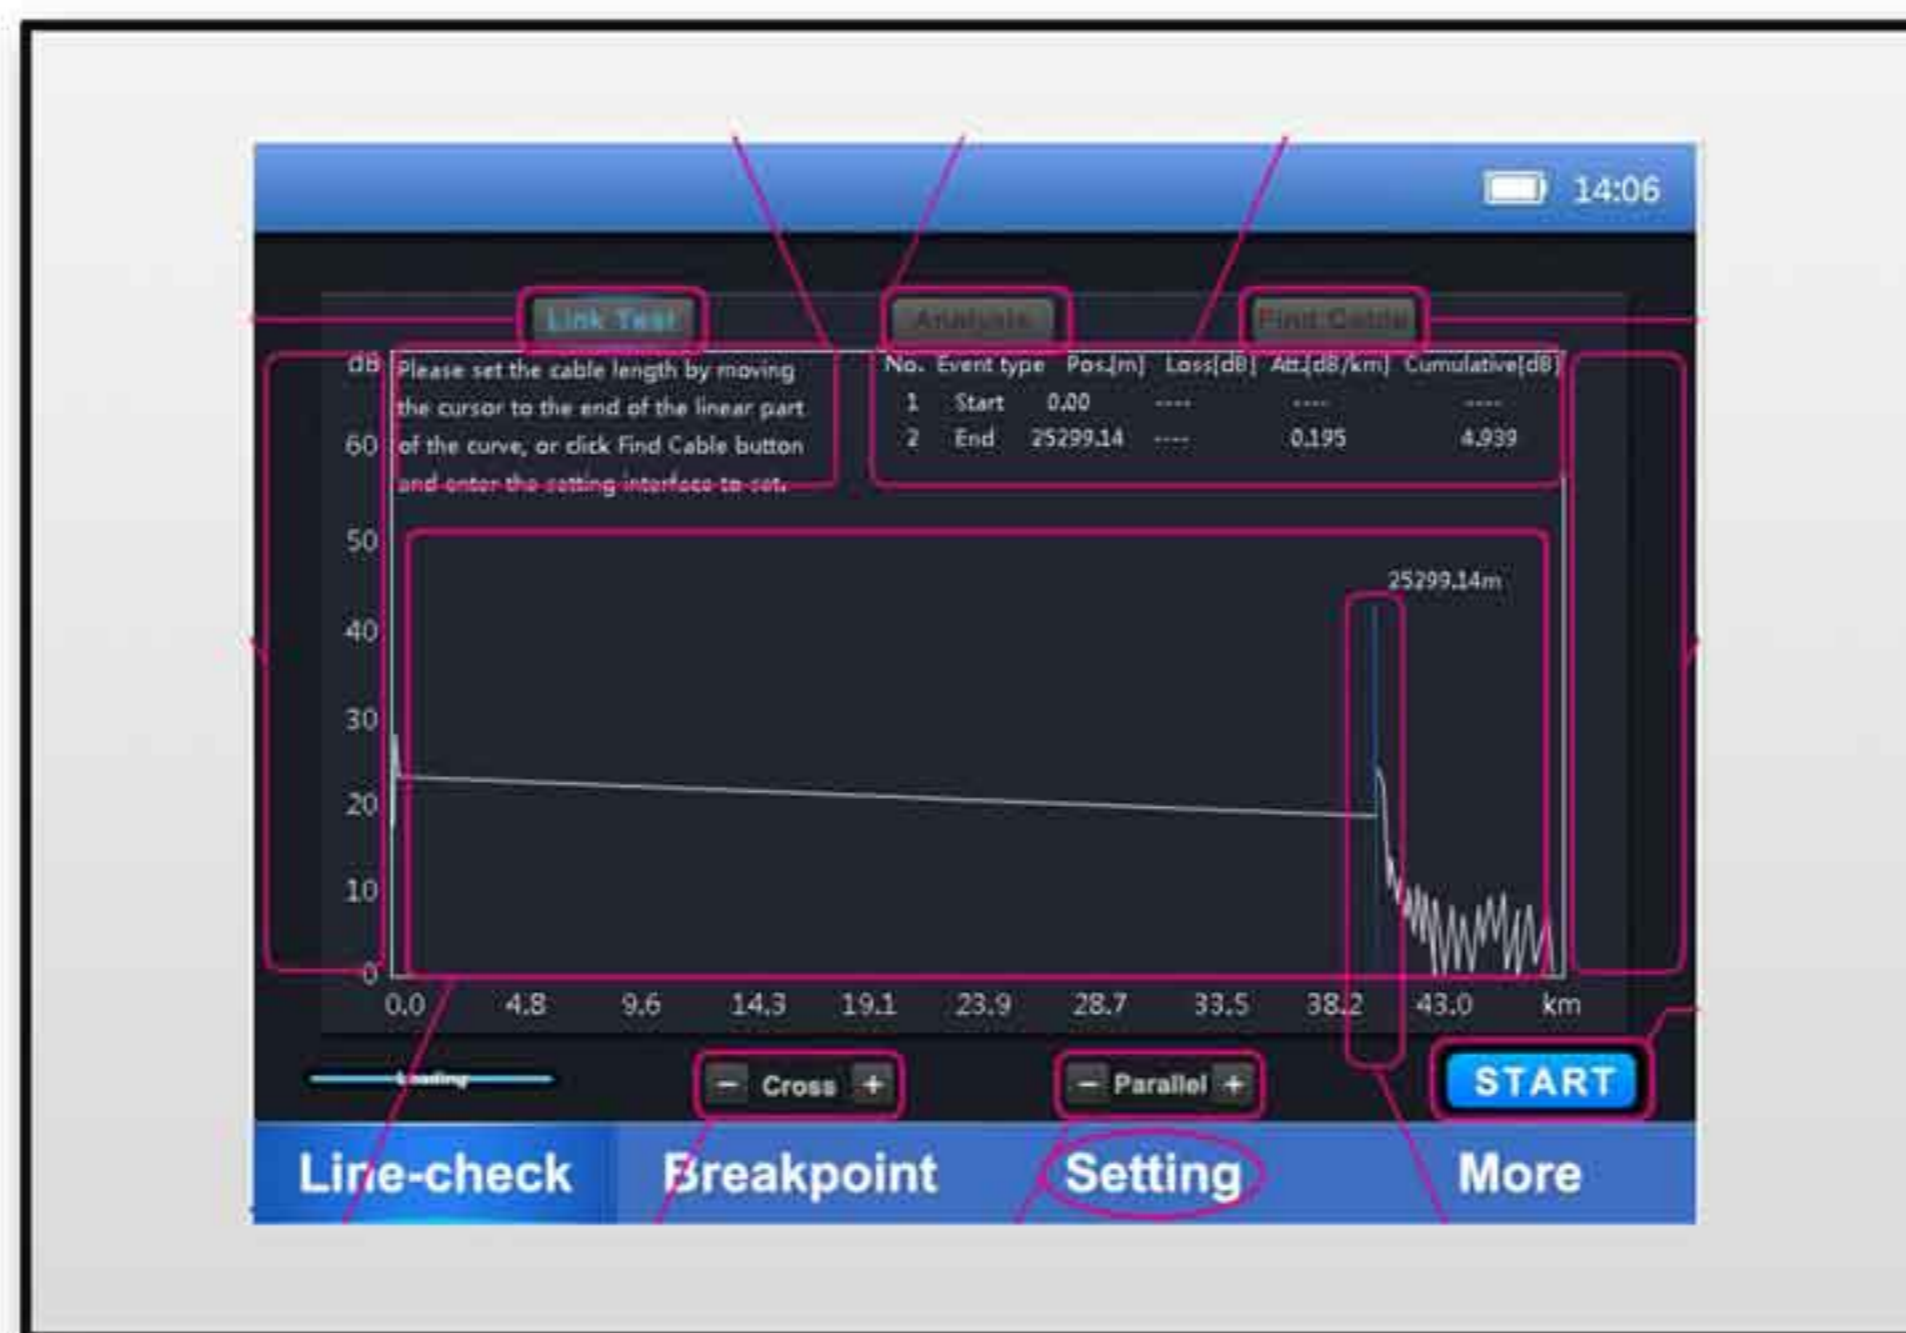 14:06
Link Test Analysis Find Cable
dB
Please set the cable length by moving
the cursor to the end of the linear part
of the curve, or click Find Cable button
and enter the setting interface to set.
No. Event type Pos.[m] Loss[dB] Att.[dB/km] Cumulative[dB]
1 Start 0.00 ---- ---- ----
2 End 25299.14 ---- 0.195 4.939
60
50
25299.14m
40
30
20
10
0
0.0 4.8 9.6 14.3 19.1 23.9 28.7 33.5 38.2 43.0 km
Loading
− Cross +
− Parallel +
START
Line-check Breakpoint Setting More